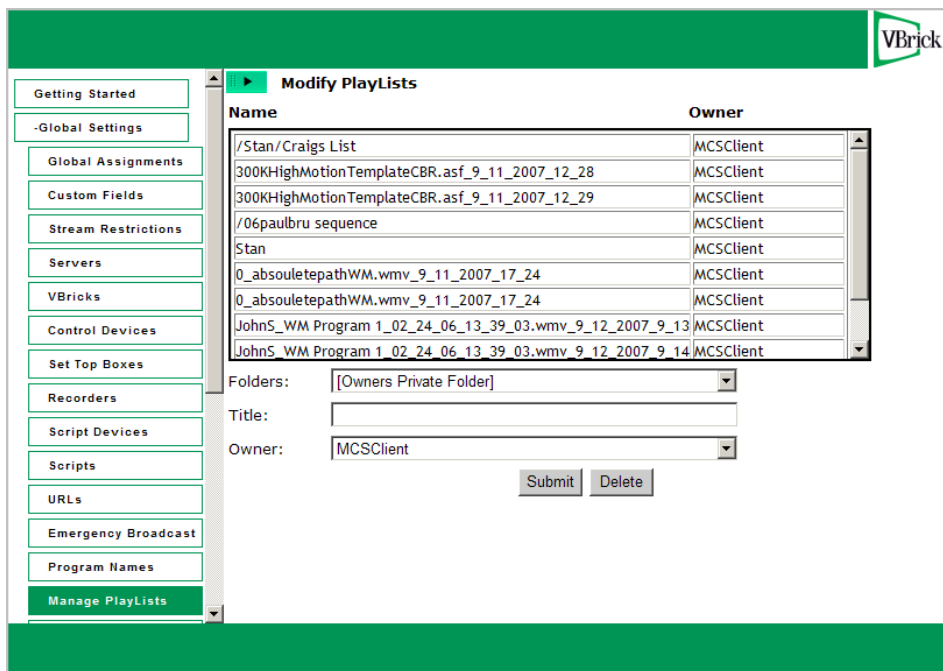 VBrick
Getting Started
-Global Settings
Global Assignments
Custom Fields
Stream Restrictions
Servers
VBricks
Control Devices
Set Top Boxes
Recorders
Script Devices
Scripts
URLs
Emergency Broadcast
Program Names
Manage PlayLists
Modify PlayLists
Name Owner
/Stan/Craigs List MCSClient
300KHighMotionTemplateCBR.asf_9_11_2007_12_28 MCSClient
300KHighMotionTemplateCBR.asf_9_11_2007_12_29 MCSClient
/06paulbru sequence MCSClient
Stan MCSClient
0_absouletepathWM.wmv_9_11_2007_17_24 MCSClient
0_absouletepathWM.wmv_9_11_2007_17_24 MCSClient
JohnS_WM Program 1_02_24_06_13_39_03.wmv_9_12_2007_9_13 MCSClient
JohnS_WM Program 1_02_24_06_13_39_03.wmv_9_12_2007_9_14 MCSClient
Folders: [Owners Private Folder]
Title:
Owner: MCSClient
Submit Delete